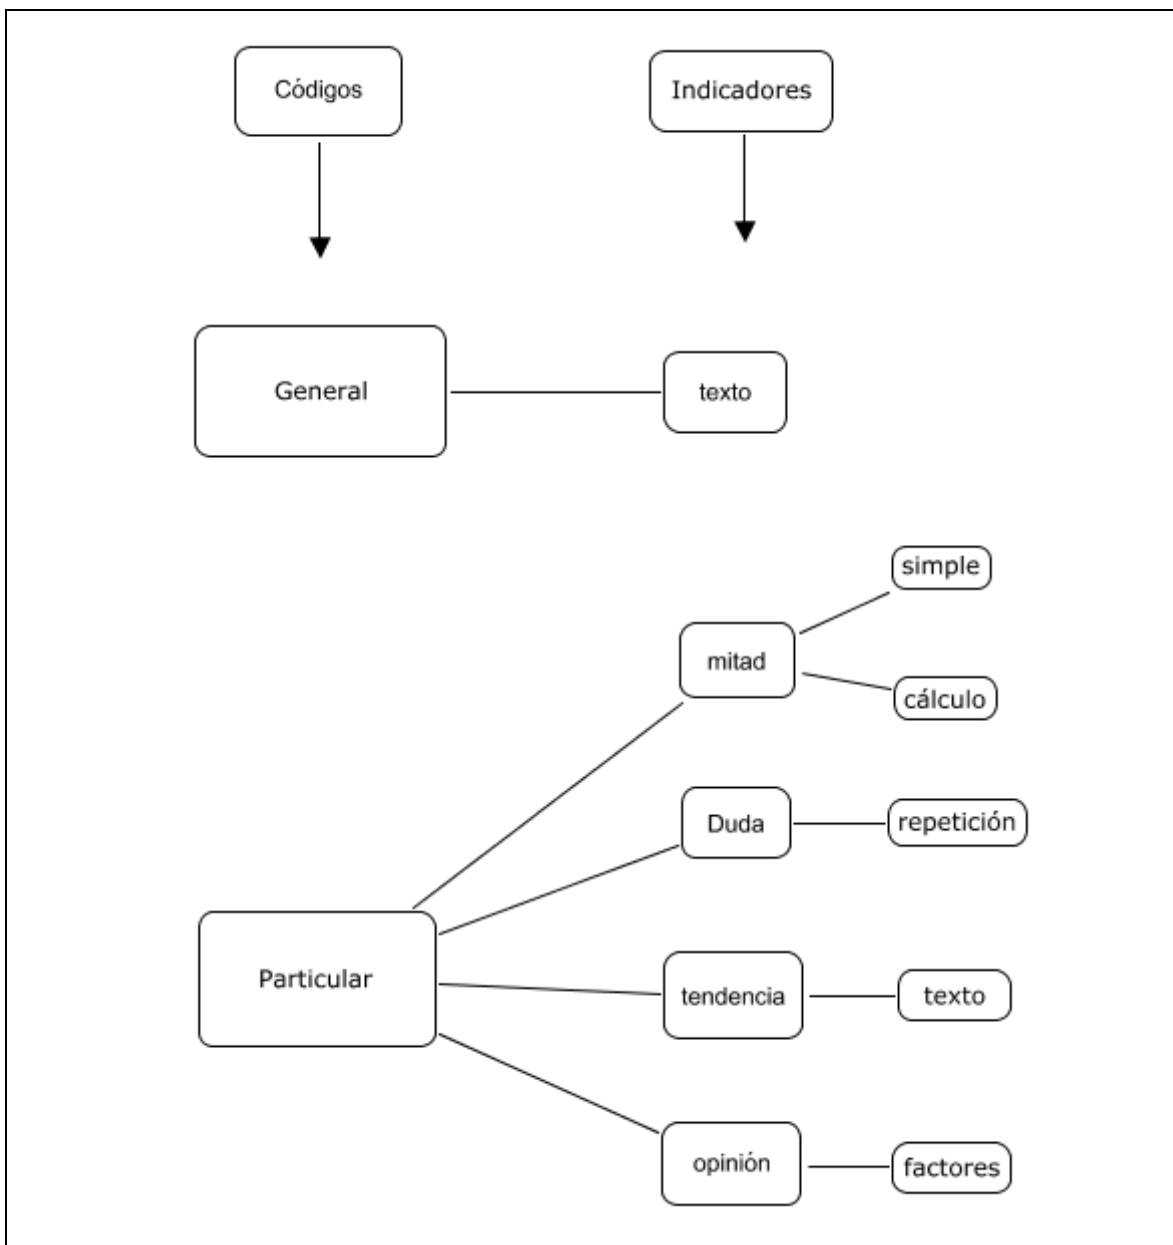 Códigos
Indicadores
General
texto
simple
mitad
cálculo
Duda
repetición
Particular
tendencia
texto
opinión
factores